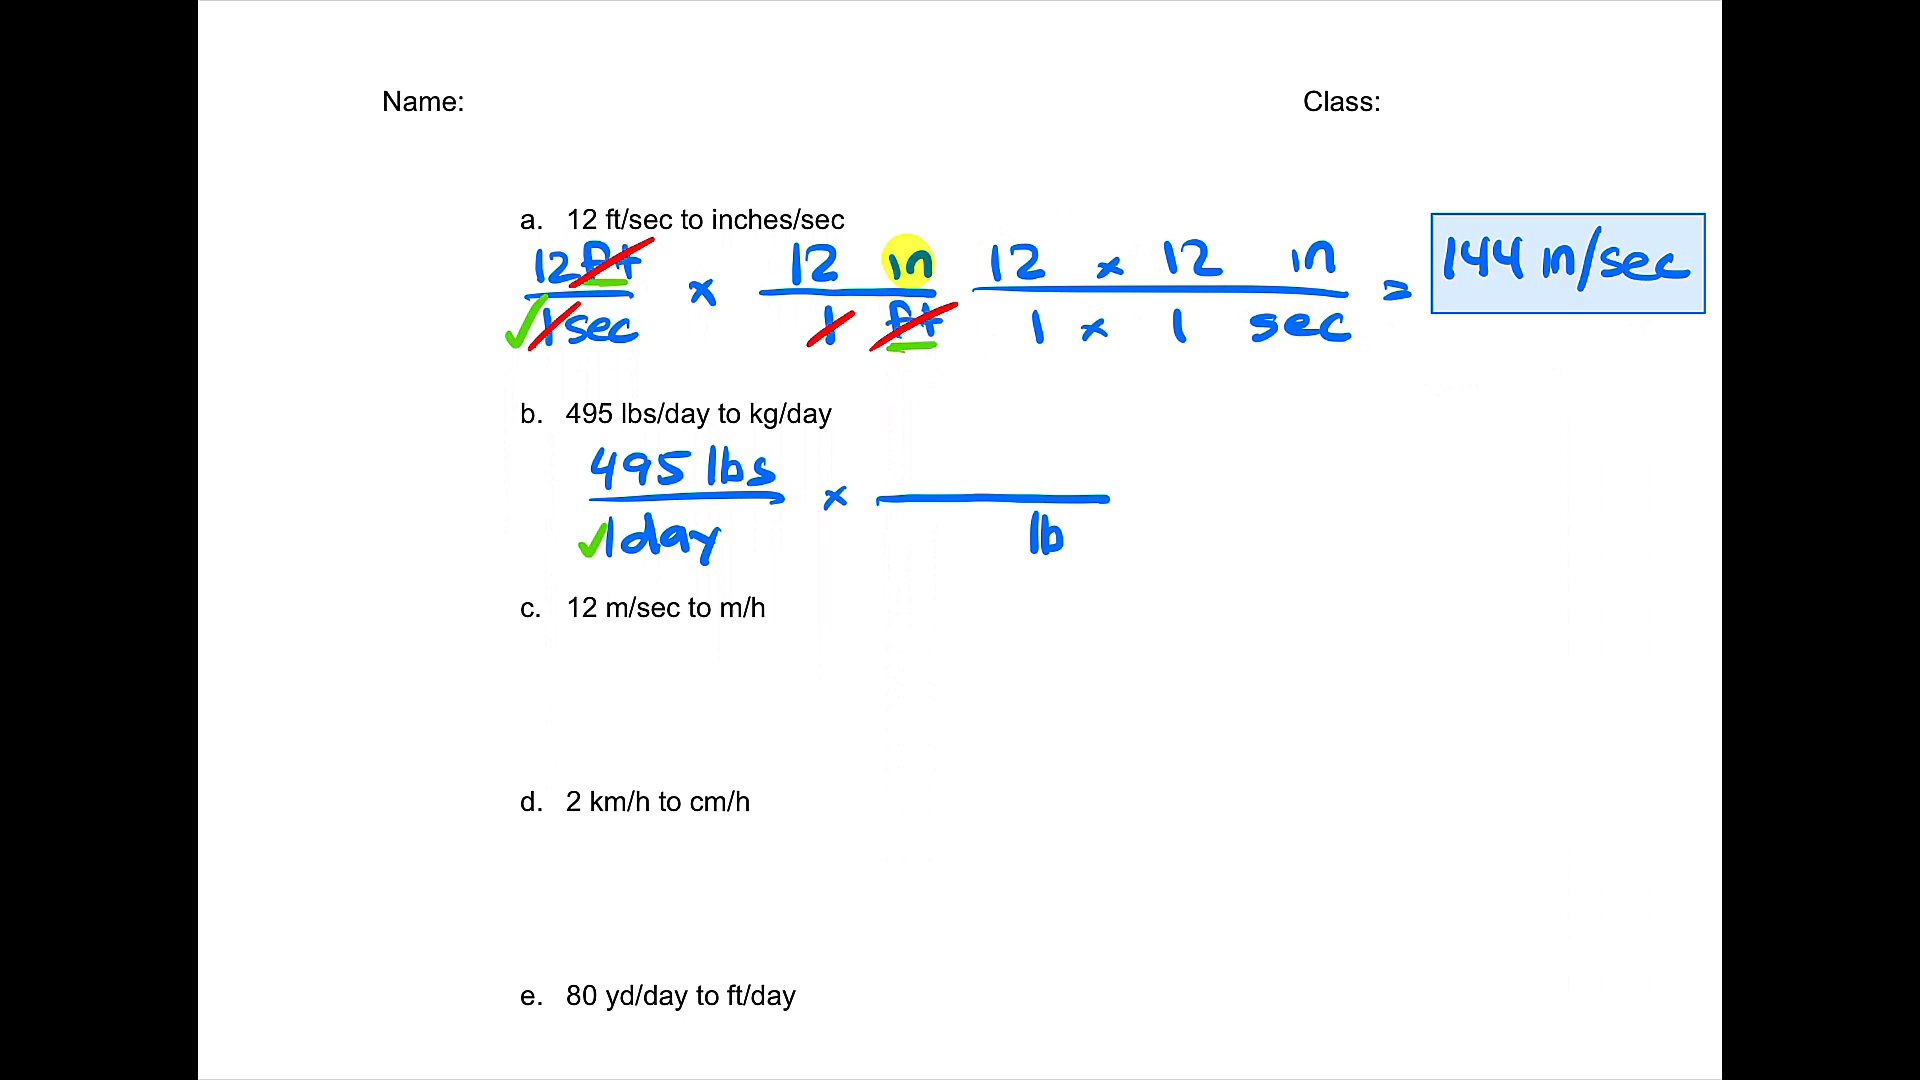 Name: Class:
a. 12 ft/sec to inches/sec
12 ft × 12 in 12 × 12 in = 144 in/sec
1 sec 1 ft 1 × 1 sec
b. 495 lbs/day to kg/day
495 lbs ×
1 day lb
c. 12 m/sec to m/h
d. 2 km/h to cm/h
e. 80 yd/day to ft/day